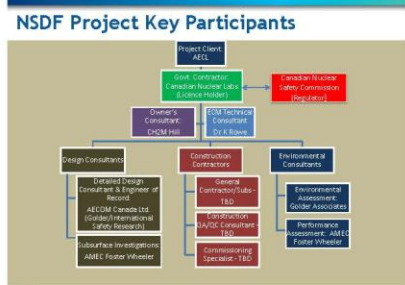 NSDF Project Key Participants
Project Client:
AECL
Govt. Contractor:
Canadian Nuclear Labs
(Licence Holder)
Canadian Nuclear
Safety Commission
(Regulator)
Owner's
Consultant:
CH2M Hill
ECM Technical
Consultant
Dr K Rowe
Design Consultants
Construction
Contractors
Environmental
Consultants
Detailed Design
Consultant & Engineer of
Record:
AECOM Canada Ltd.
(Golder/International
Safety Research)
Subsurface Investigations:
AMEC Foster Wheeler
General
Contractor/Subs -
TBD
Construction
QA/QC Consultant -
TBD
Commissioning
Specialist - TBD
Environmental
Assessment:
Golder Associates
Performance
Assessment: AMEC
Foster Wheeler